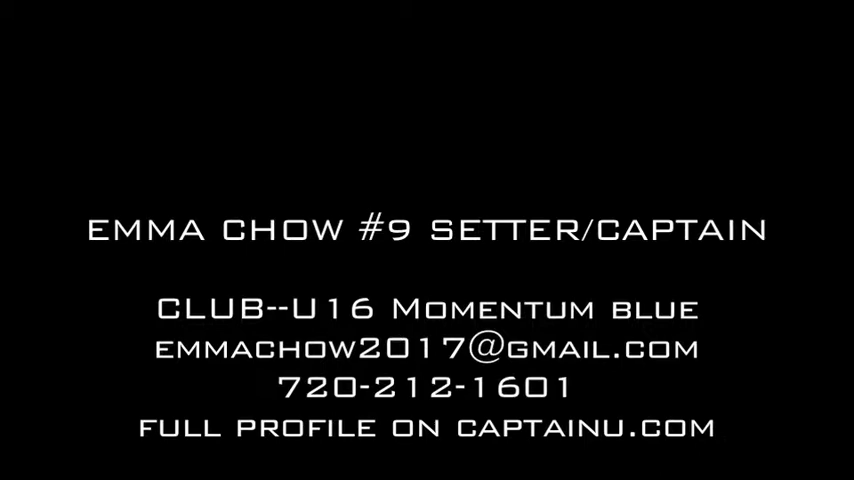 EMMA CHOW #9 SETTER/CAPTAIN
CLUB--U16 MOMENTUM BLUE
EMMACHOW2017@GMAIL.COM
720-212-1601
FULL PROFILE ON CAPTAINU.COM